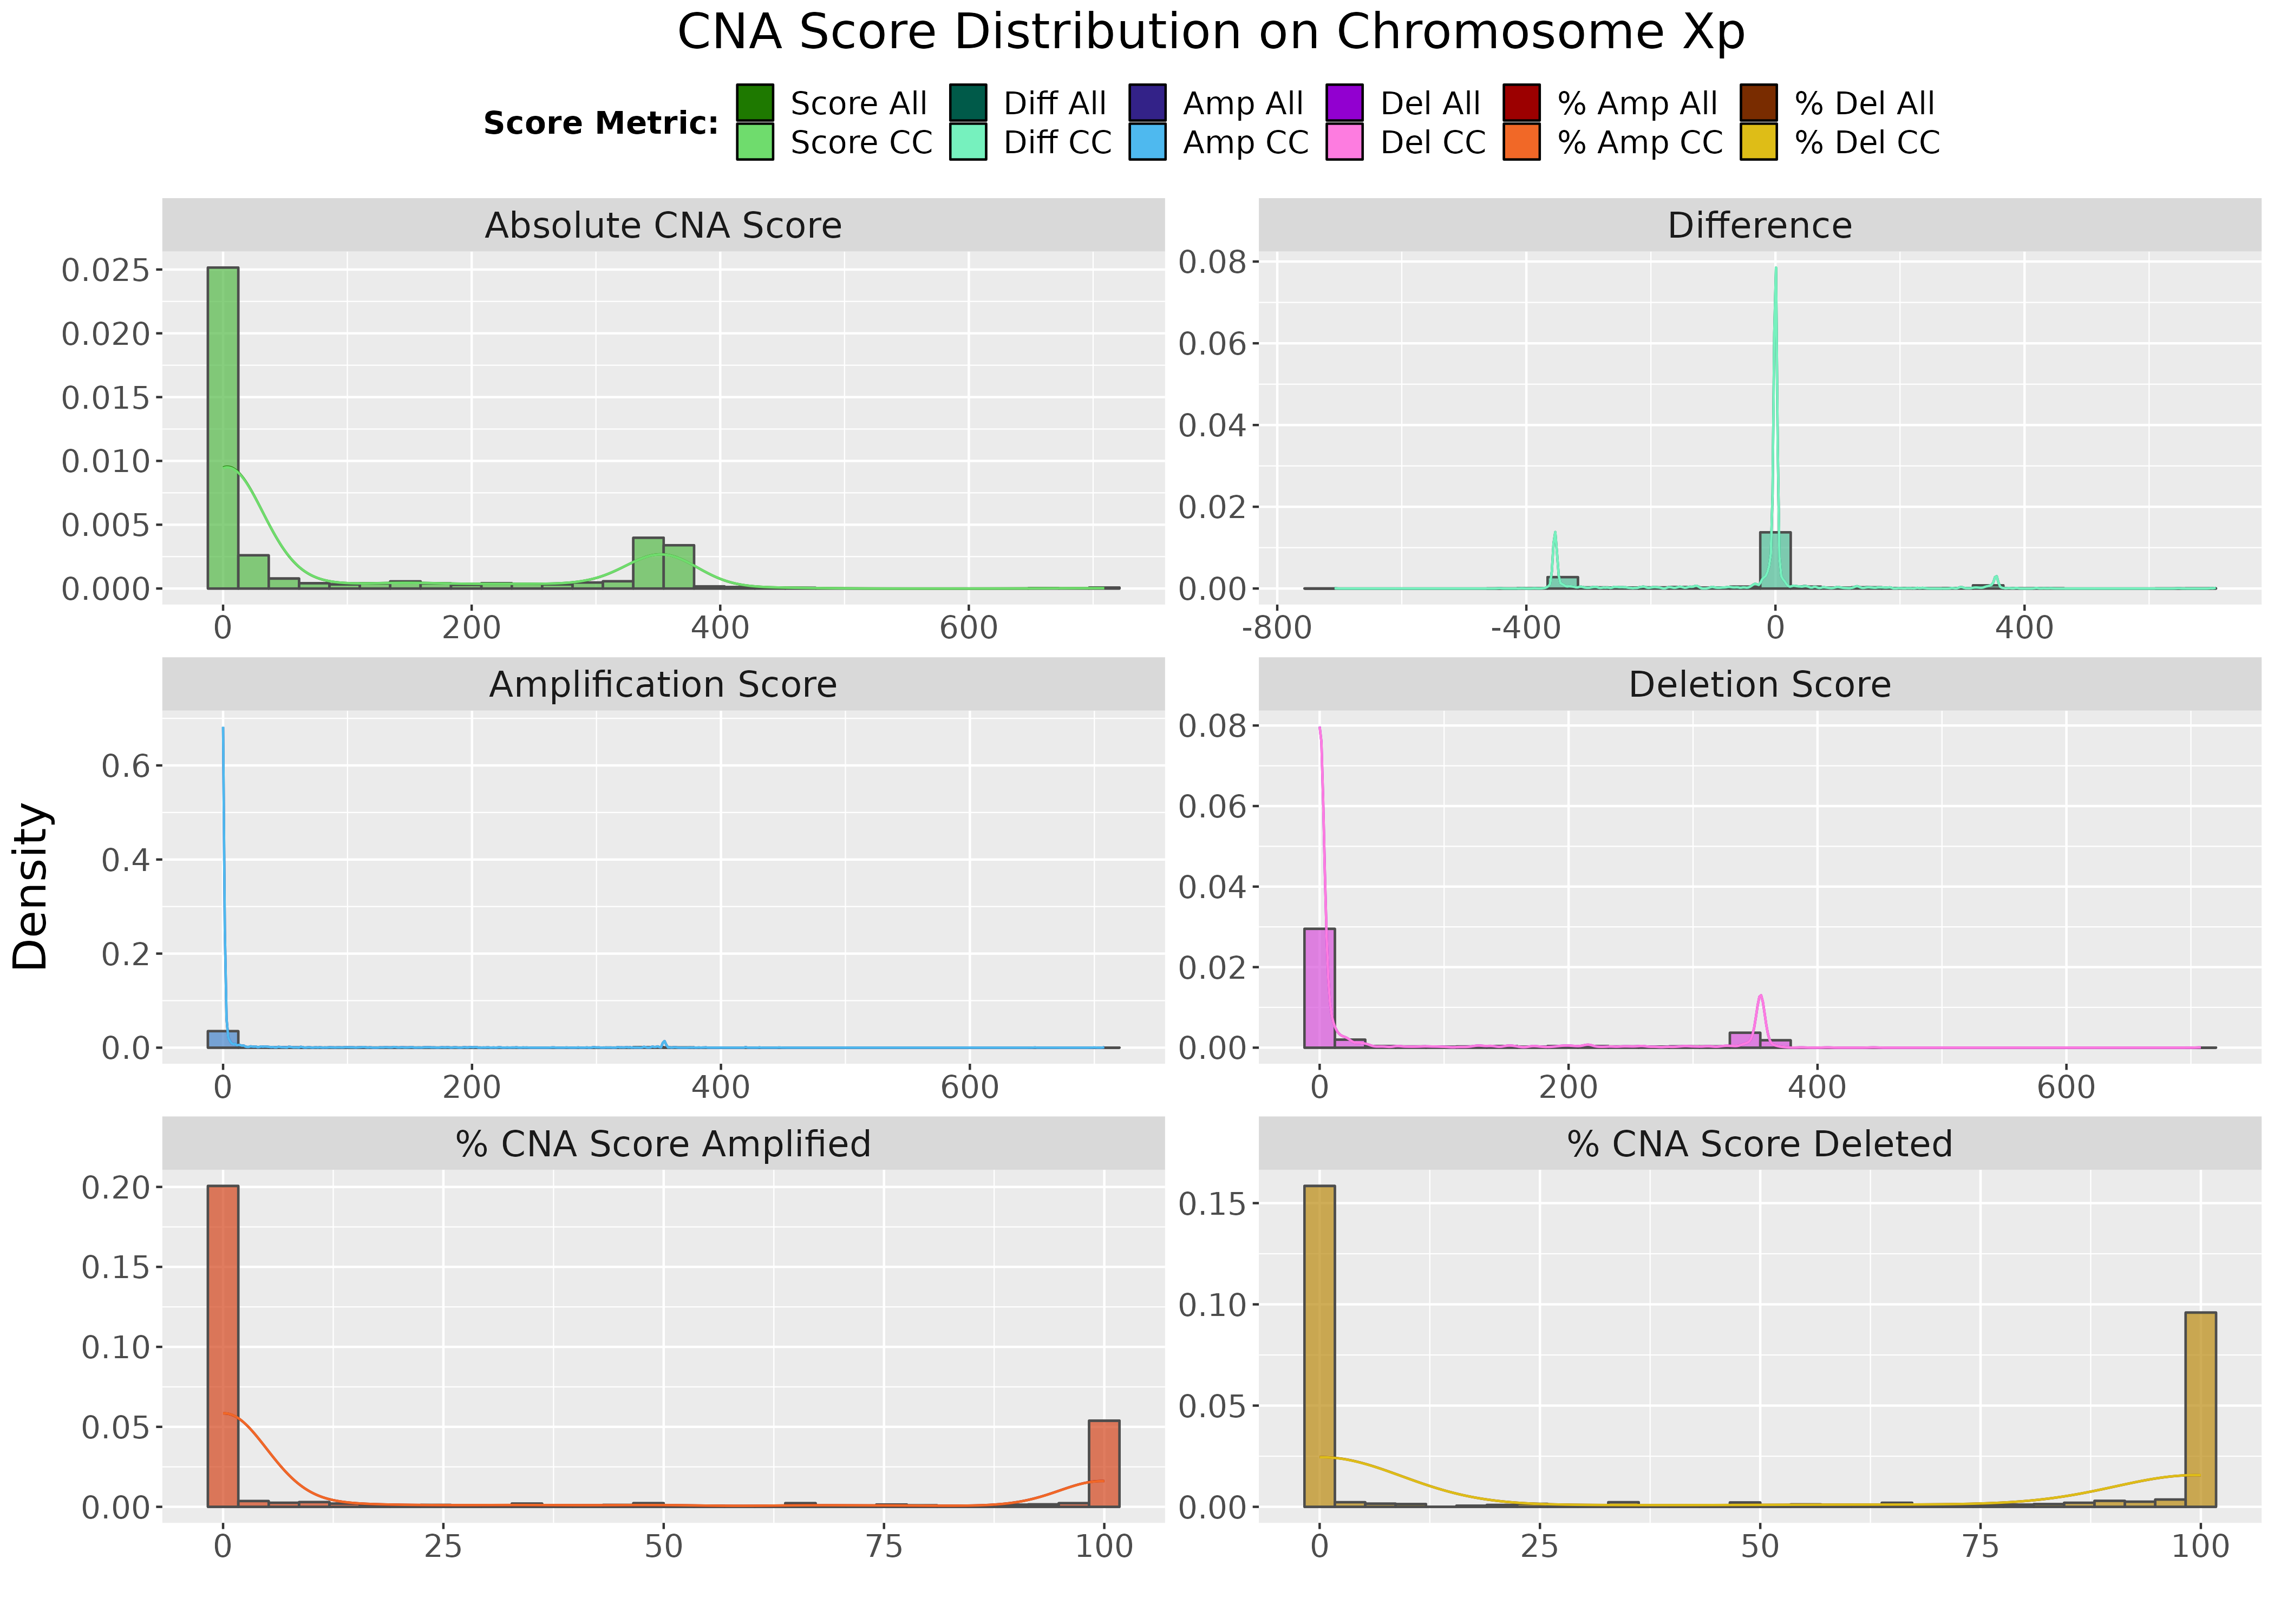 CNA Score Distribution on Chromosome Xp
Score Metric:
Score All Diff All Amp All Del All % Amp All % Del All
Score CC Diff CC Amp CC Del CC % Amp CC % Del CC
Absolute CNA Score
0.025
0.020
0.015
0.010
0.005
0.000
0 200 400 600
Difference
0.08
0.06
0.04
0.02
0.00
-800 -400 0 400
Amplification Score
0.6
0.4
0.2
0.0
0 200 400 600
Deletion Score
0.08
0.06
0.04
0.02
0.00
0 200 400 600
% CNA Score Amplified
0.20
0.15
0.10
0.05
0.00
0 25 50 75 100
% CNA Score Deleted
0.15
0.10
0.05
0.00
0 25 50 75 100
Density